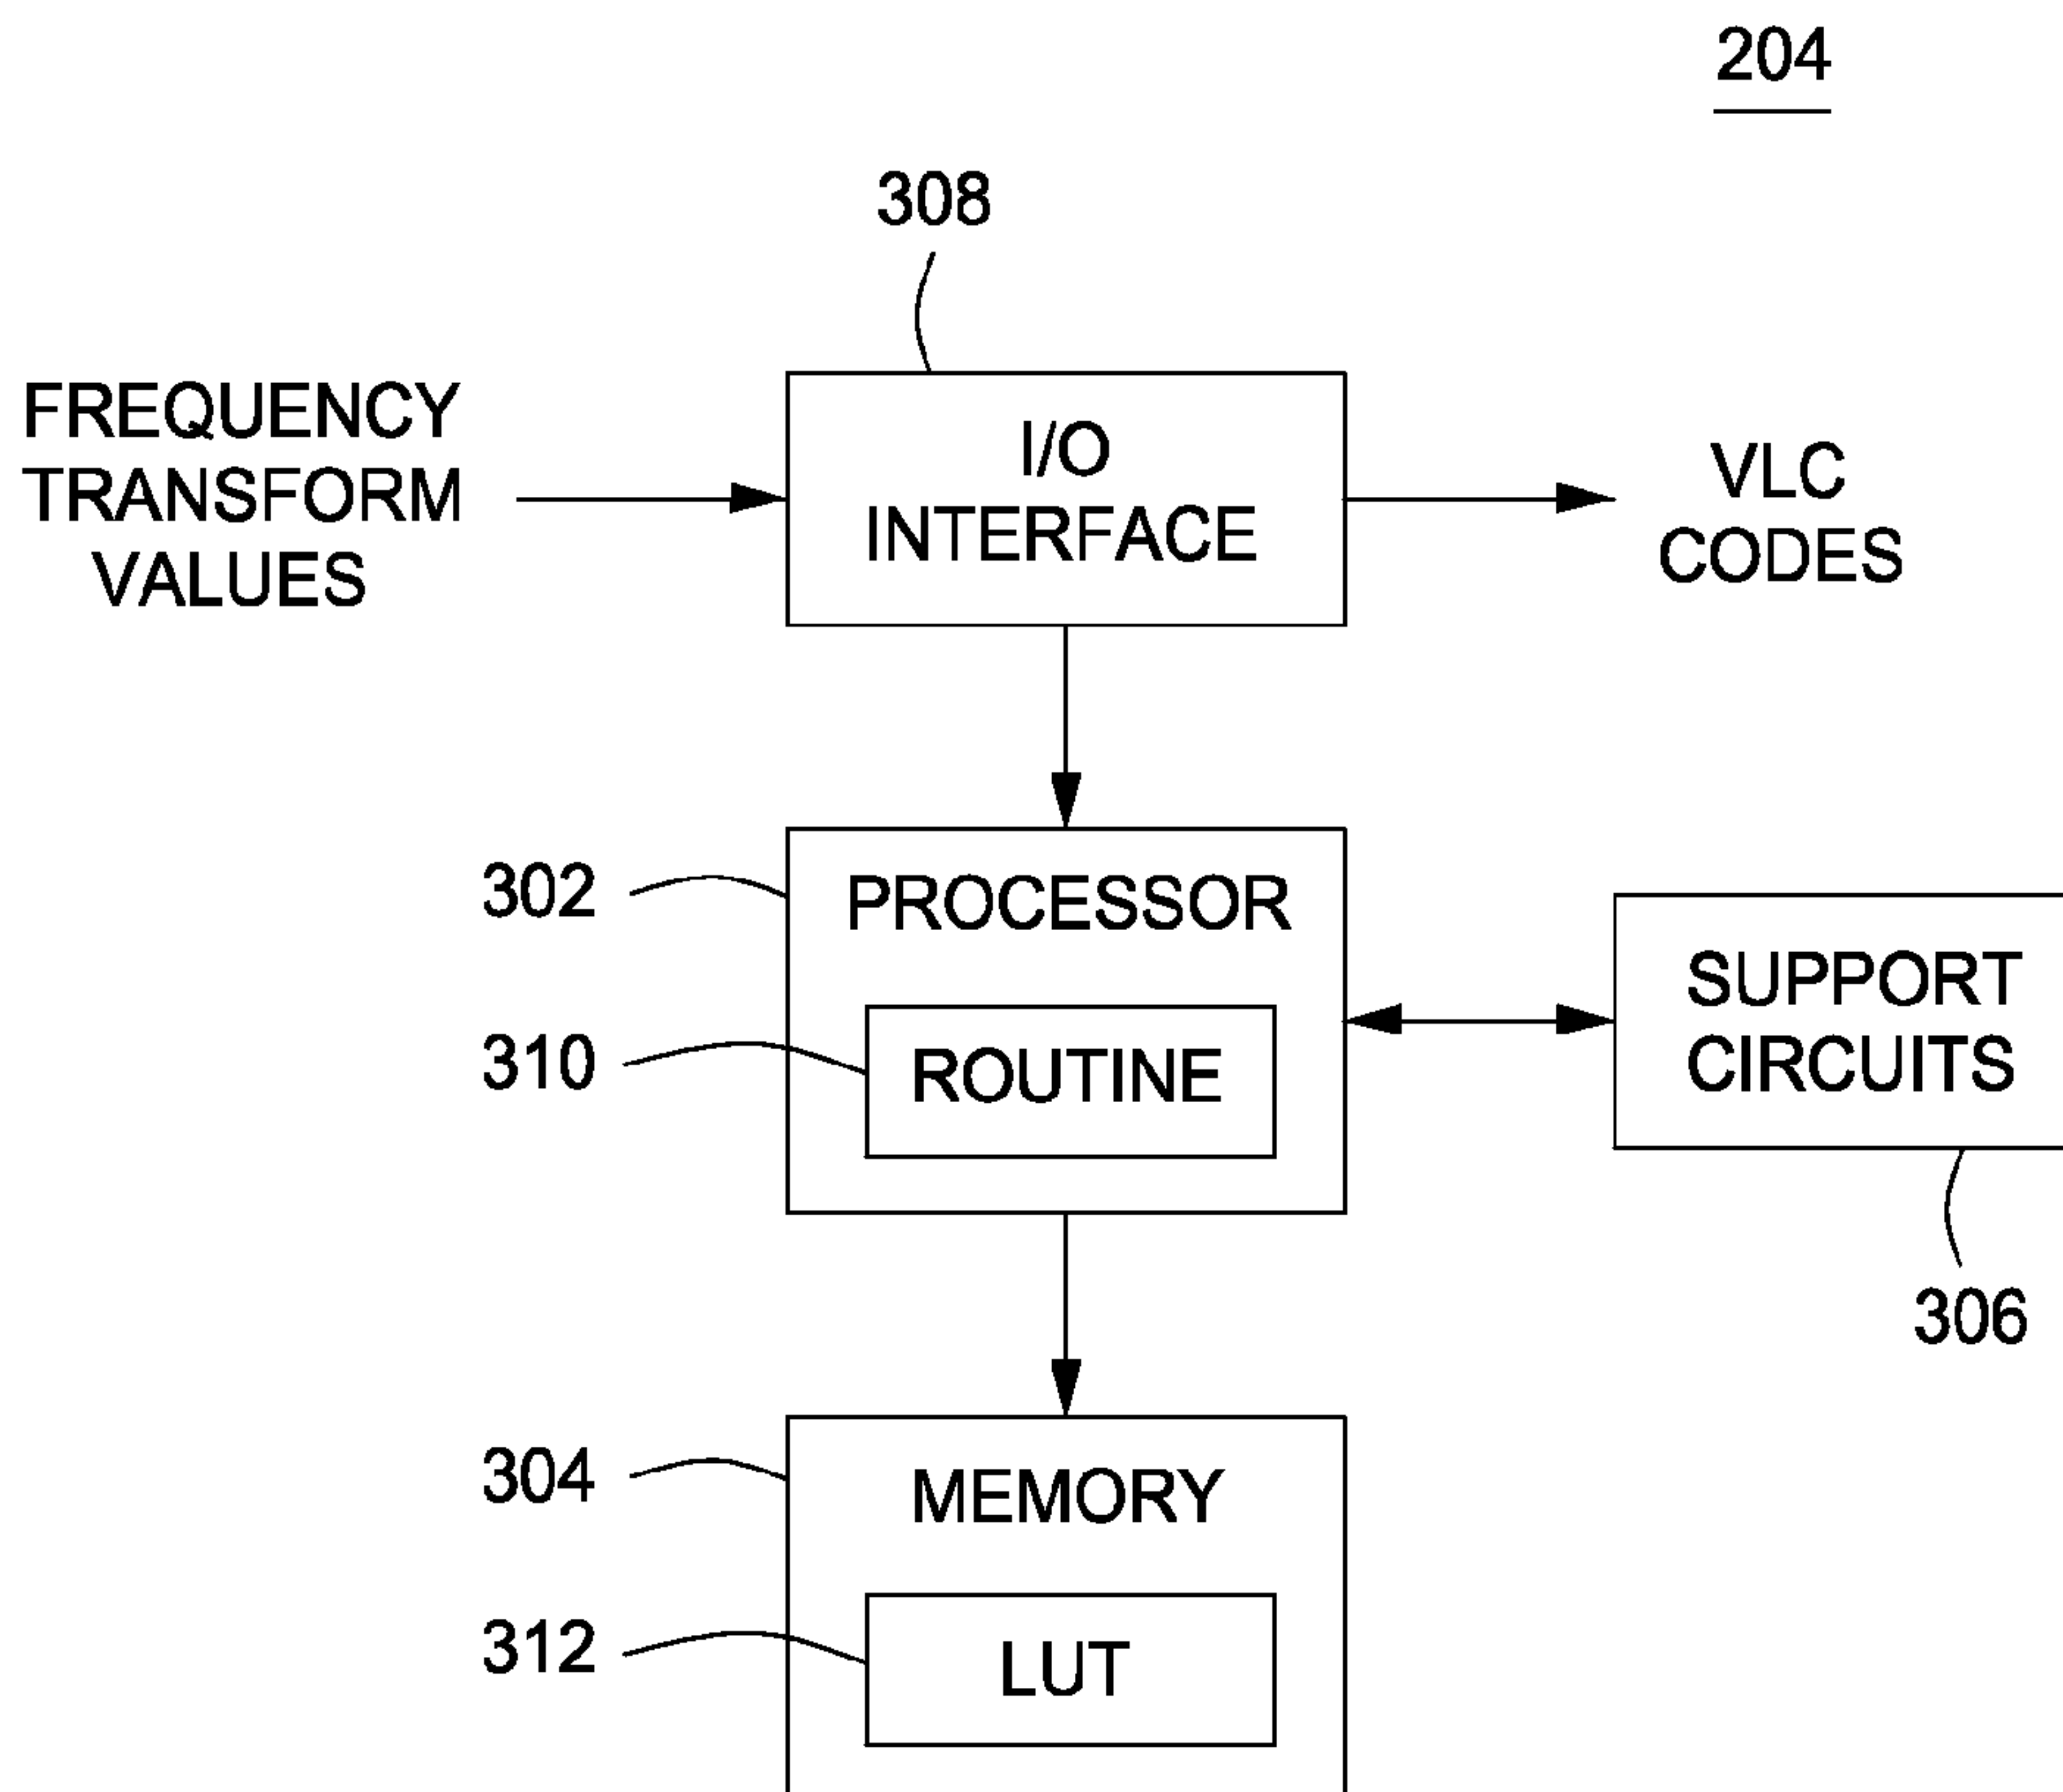 204
308
FREQUENCY
TRANSFORM
VALUES
I/O
INTERFACE
VLC
CODES
302
PROCESSOR
310
ROUTINE
SUPPORT
CIRCUITS
306
304
MEMORY
312
LUT